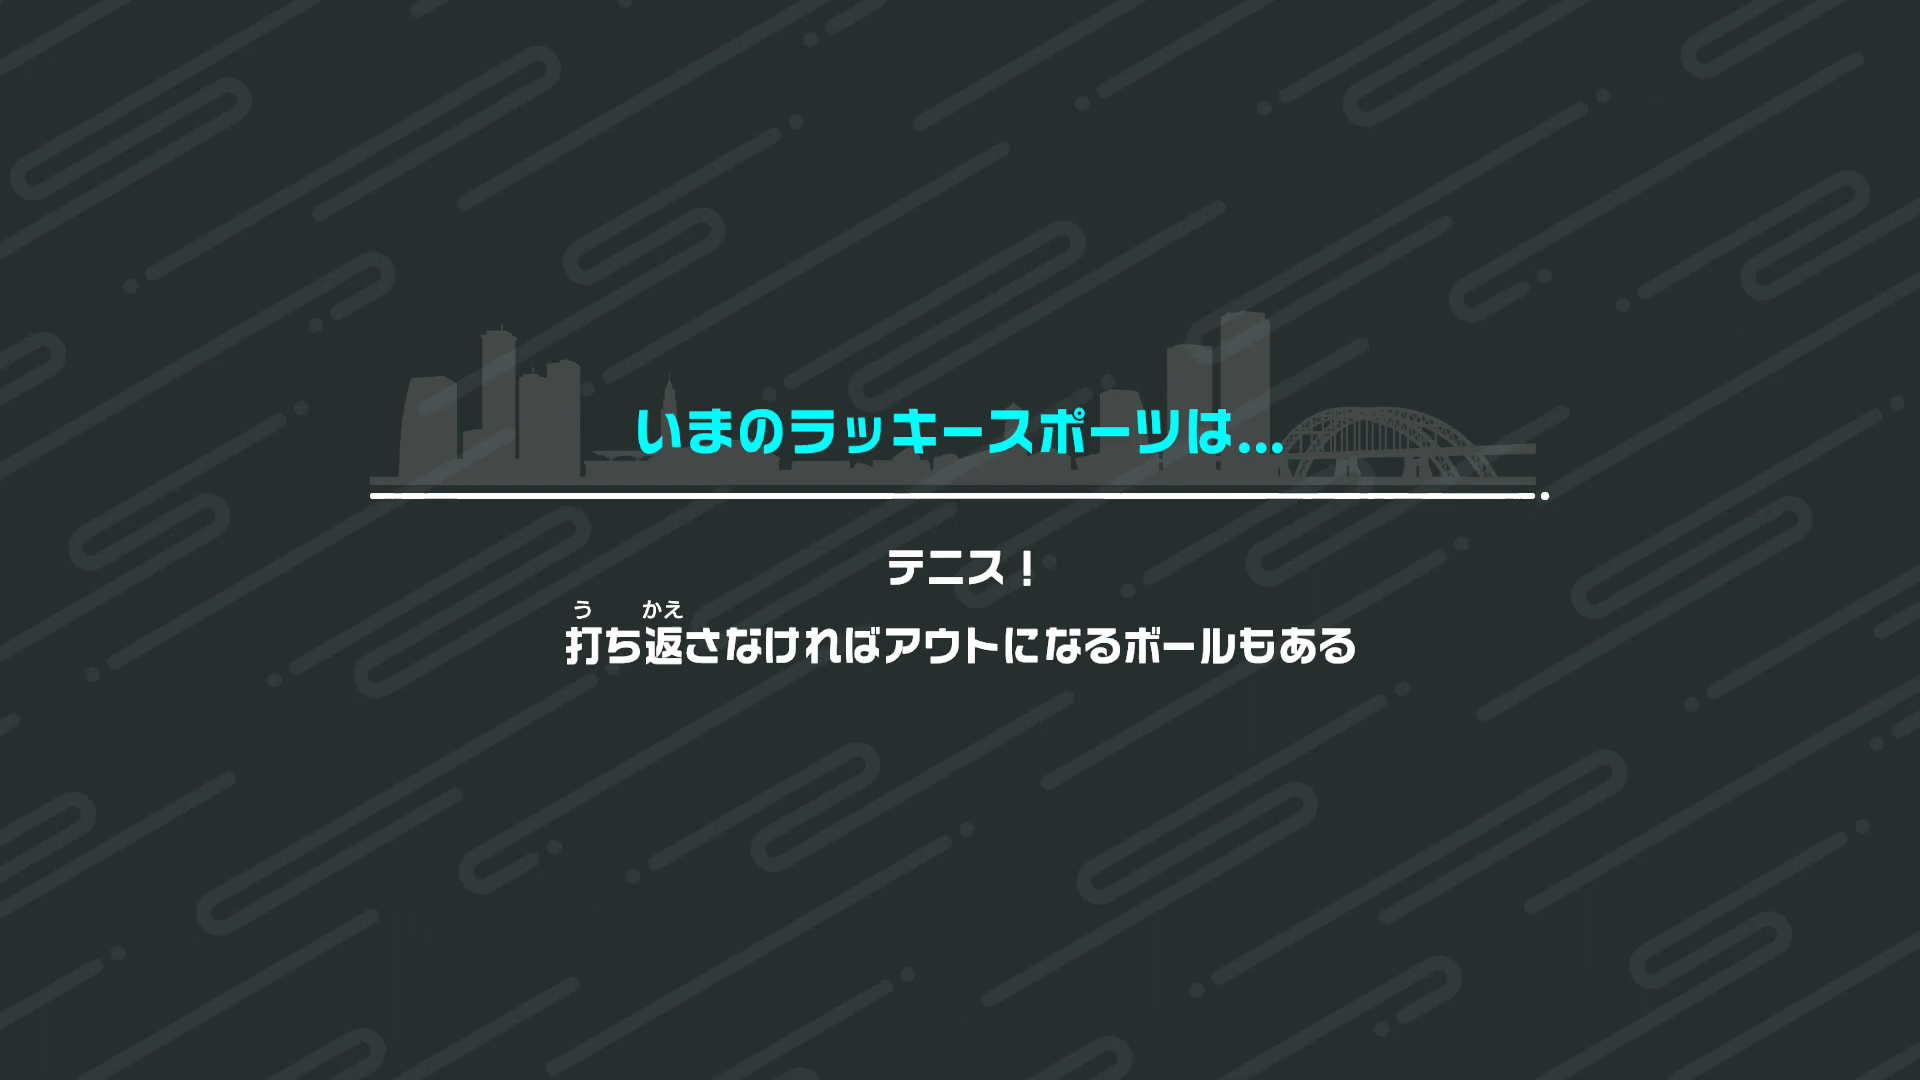 いまのラッキースポーツは...
テニス！
打ち返さなければアウトになるボールもある
う かえ